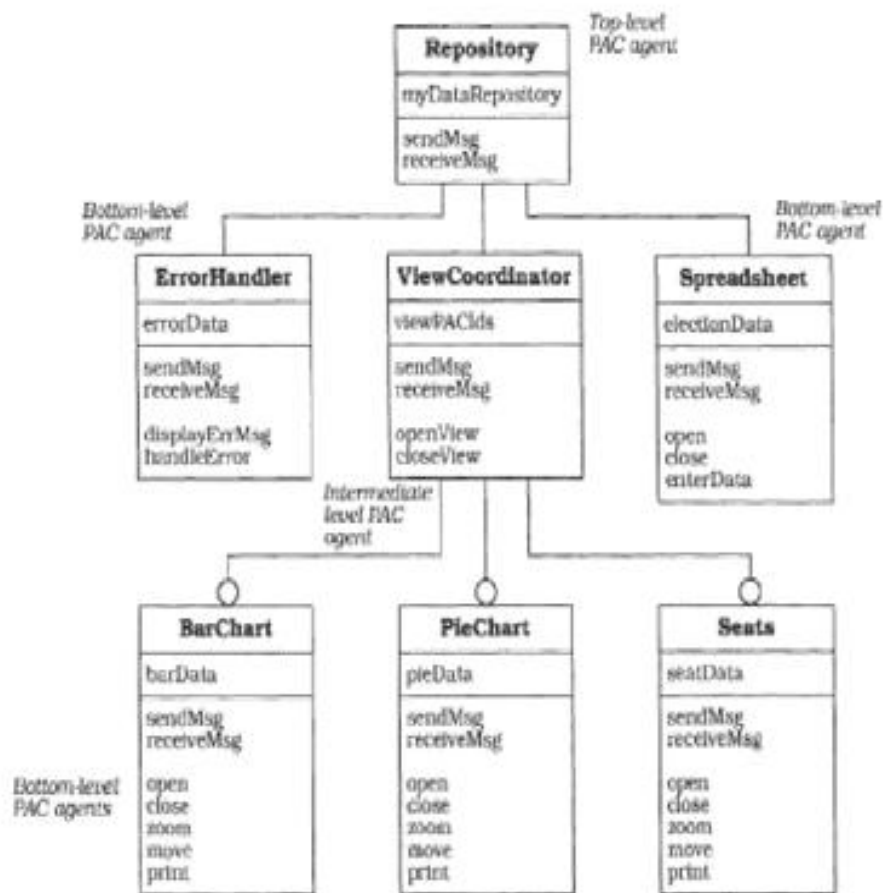 Top-level
PAC agent
Repository
myDataRepository
sendMsg
receiveMsg
Bottom-level
PAC agent
Bottom-level
PAC agent
ErrorHandler
errorData
sendMsg
receiveMsg
displayErrMsg
handleError
ViewCoordinator
viewPACIds
sendMsg
receiveMsg
openView
closeView
Spreadsheet
electionData
sendMsg
receiveMsg
open
close
enterData
Intermediate
level PAC
agent
BarChart
barData
sendMsg
receiveMsg
open
close
zoom
move
print
PieChart
pieData
sendMsg
receiveMsg
open
close
zoom
move
print
Seats
seatData
sendMsg
receiveMsg
open
close
zoom
move
print
Bottom-level
PAC agents